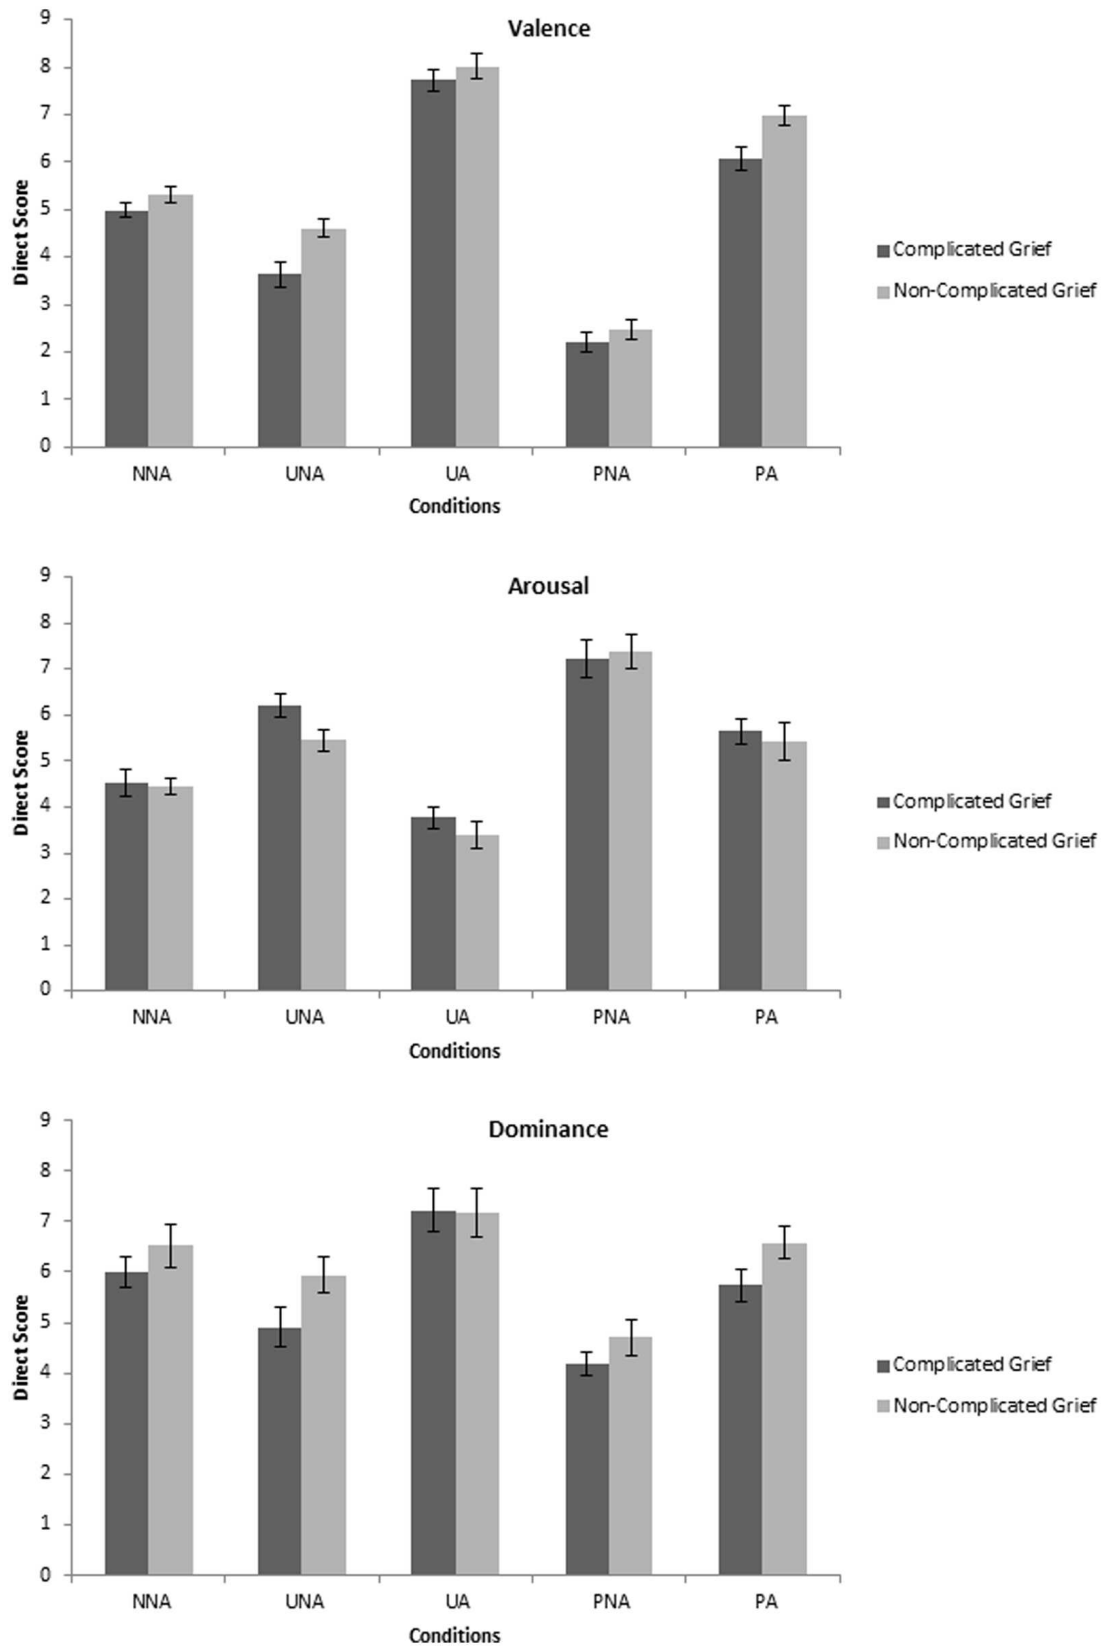 Valence
9
8
7
6
5
4
3
2
1
0
Direct Score
NNA UNA UA PNA PA
Conditions
Complicated Grief
Non-Complicated Grief
Arousal
9
8
7
6
5
4
3
2
1
0
Direct Score
NNA UNA UA PNA PA
Conditions
Complicated Grief
Non-Complicated Grief
Dominance
9
8
7
6
5
4
3
2
1
0
Direct Score
NNA UNA UA PNA PA
Conditions
Complicated Grief
Non-Complicated Grief